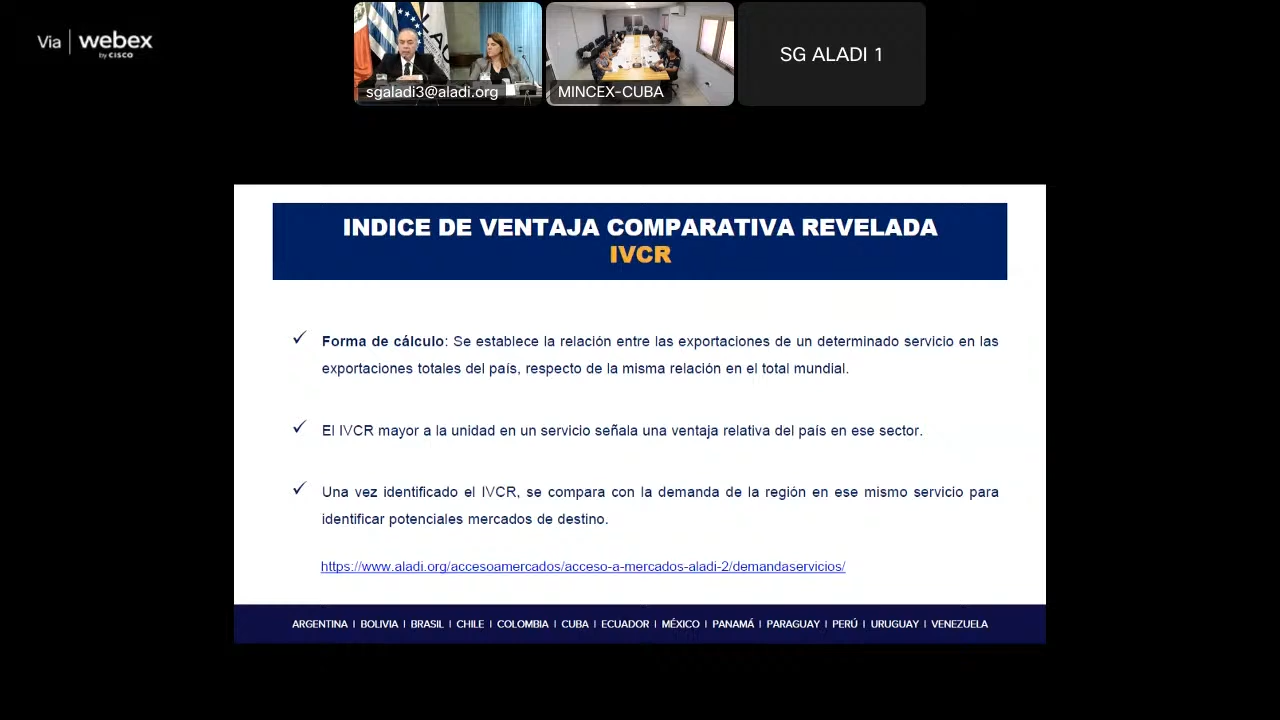 Via webex
by CISCO
sgaladi3@aladi.org
MINCEX-CUBA
SG ALADI 1
INDICE DE VENTAJA COMPARATIVA REVELADA
IVCR
✓ Forma de cálculo: Se establece la relación entre las exportaciones de un determinado servicio en las
exportaciones totales del país, respecto de la misma relación en el total mundial.
✓ El IVCR mayor a la unidad en un servicio señala una ventaja relativa del país en ese sector.
✓ Una vez identificado el IVCR, se compara con la demanda de la región en ese mismo servicio para
identificar potenciales mercados de destino.
https://www.aladi.org/accesoamercados/acceso-a-mercados-aladi-2/demandaservicios/
ARGENTINA | BOLIVIA | BRASIL | CHILE | COLOMBIA | CUBA | ECUADOR | MÉXICO | PANAMÁ | PARAGUAY | PERÚ | URUGUAY | VENEZUELA